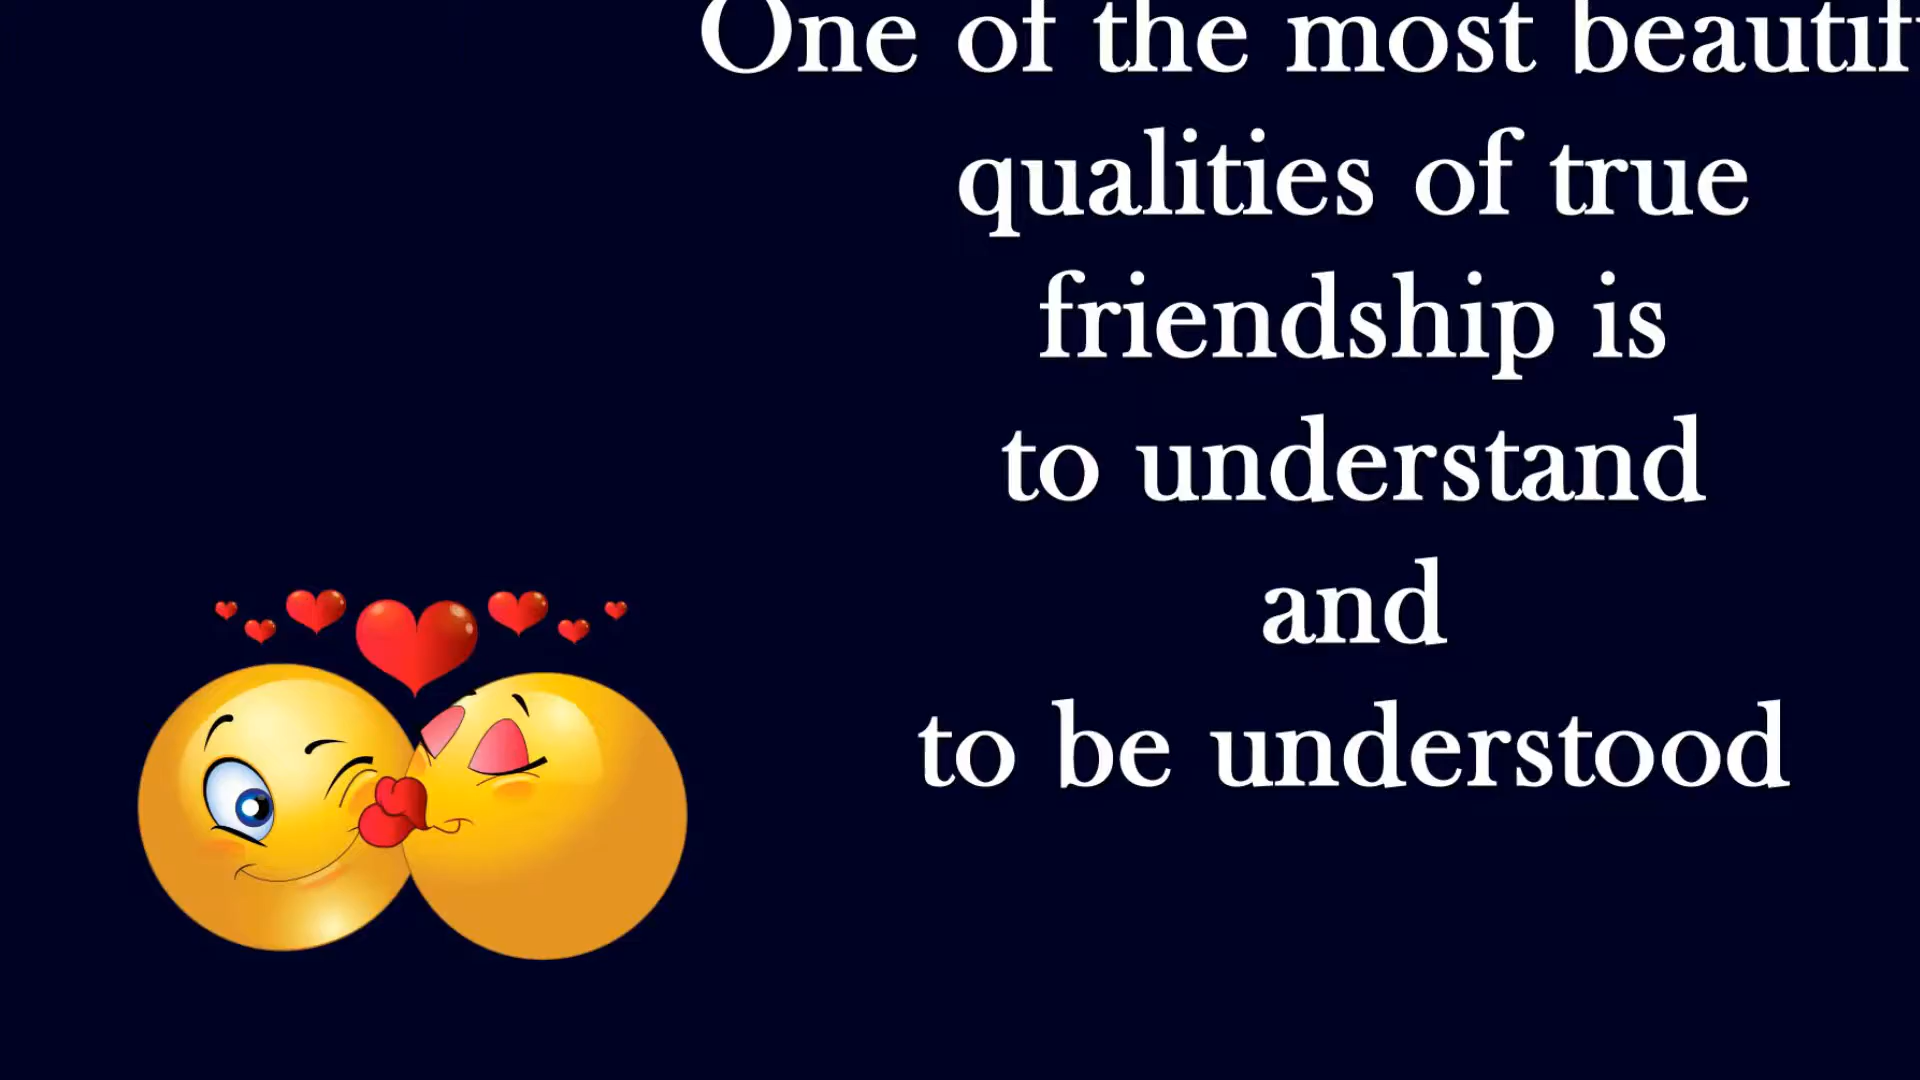 One of the most beautif
qualities of true
friendship is
to understand
and
to be understood